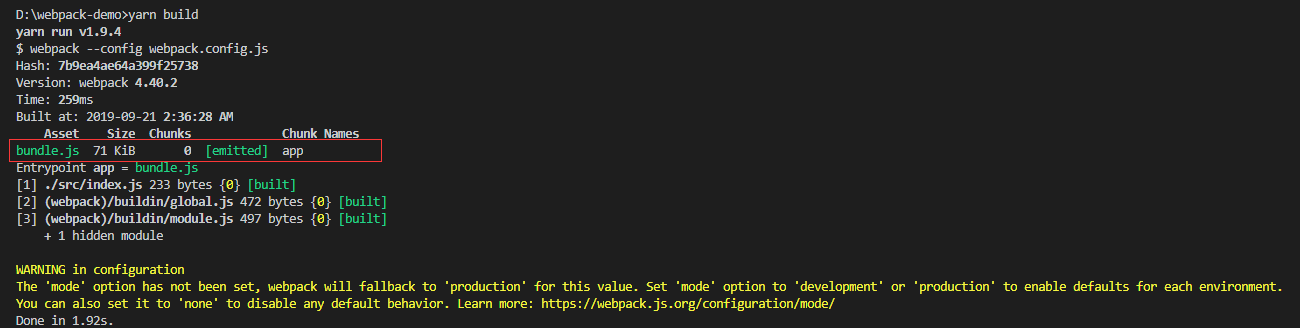 D:\webpack-demo>yarn build
yarn run v1.9.4
$ webpack --config webpack.config.js
Hash: 7b9ea4ae64a399f25738
Version: webpack 4.40.2
Time: 259ms
Built at: 2019-09-21 2:36:28 AM
    Asset    Size  Chunks             Chunk Names
bundle.js  71 KiB       0  [emitted]  app
Entrypoint app = bundle.js
[1] ./src/index.js 233 bytes {0} [built]
[2] (webpack)/buildin/global.js 472 bytes {0} [built]
[3] (webpack)/buildin/module.js 497 bytes {0} [built]
    + 1 hidden module
WARNING in configuration
The 'mode' option has not been set, webpack will fallback to 'production' for this value. Set 'mode' option to 'development' or 'production' to enable defaults for each environment.
You can also set it to 'none' to disable any default behavior. Learn more: https://webpack.js.org/configuration/mode/
Done in 1.92s.